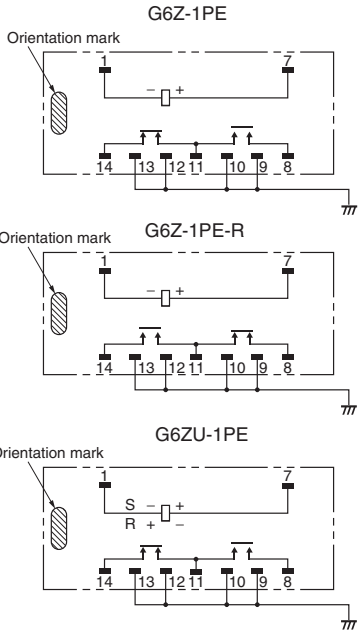 G6Z-1PE
Orientation mark
1 7
− +
14 13 12 11 10 9 8
G6Z-1PE-R
Orientation mark
1 7
− +
14 13 12 11 10 9 8
G6ZU-1PE
Orientation mark
1 7
S − +
R + −
14 13 12 11 10 9 8